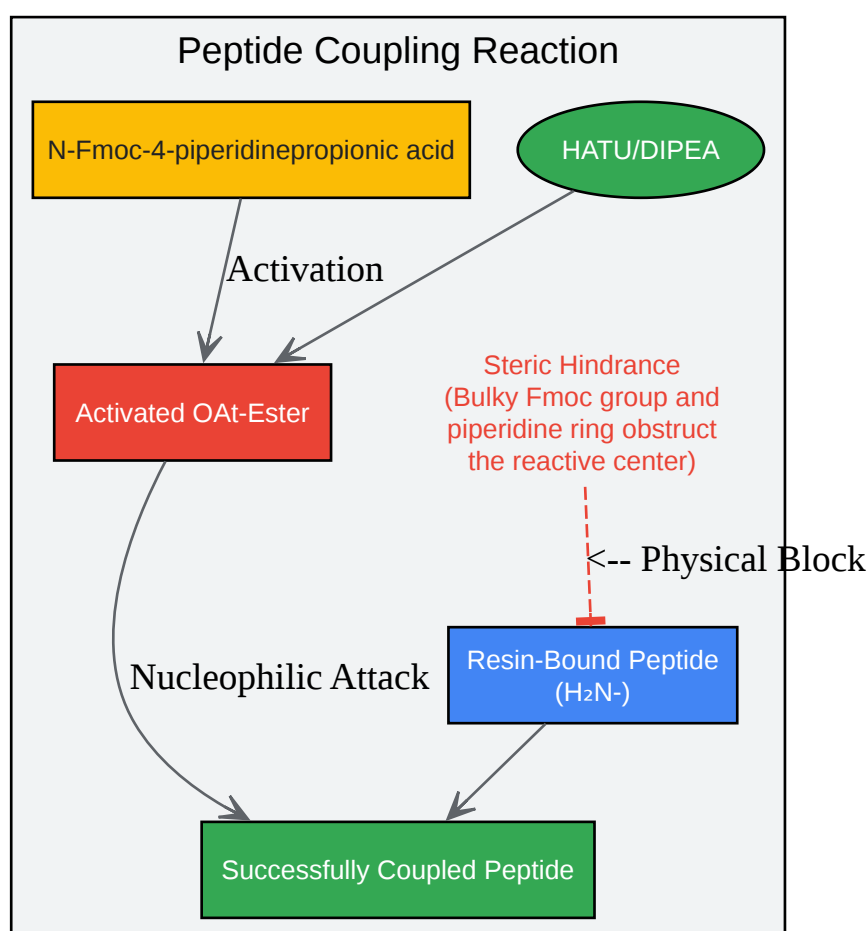 Peptide Coupling Reaction
N-Fmoc-4-piperidinepropionic acid
HATU/DIPEA
Activation
Steric Hindrance
(Bulky Fmoc group and
piperidine ring obstruct
the reactive center)
Activated OAt-Ester
<-- Physical Block
Resin-Bound Peptide
(H₂N-)
Nucleophilic Attack
Successfully Coupled Peptide